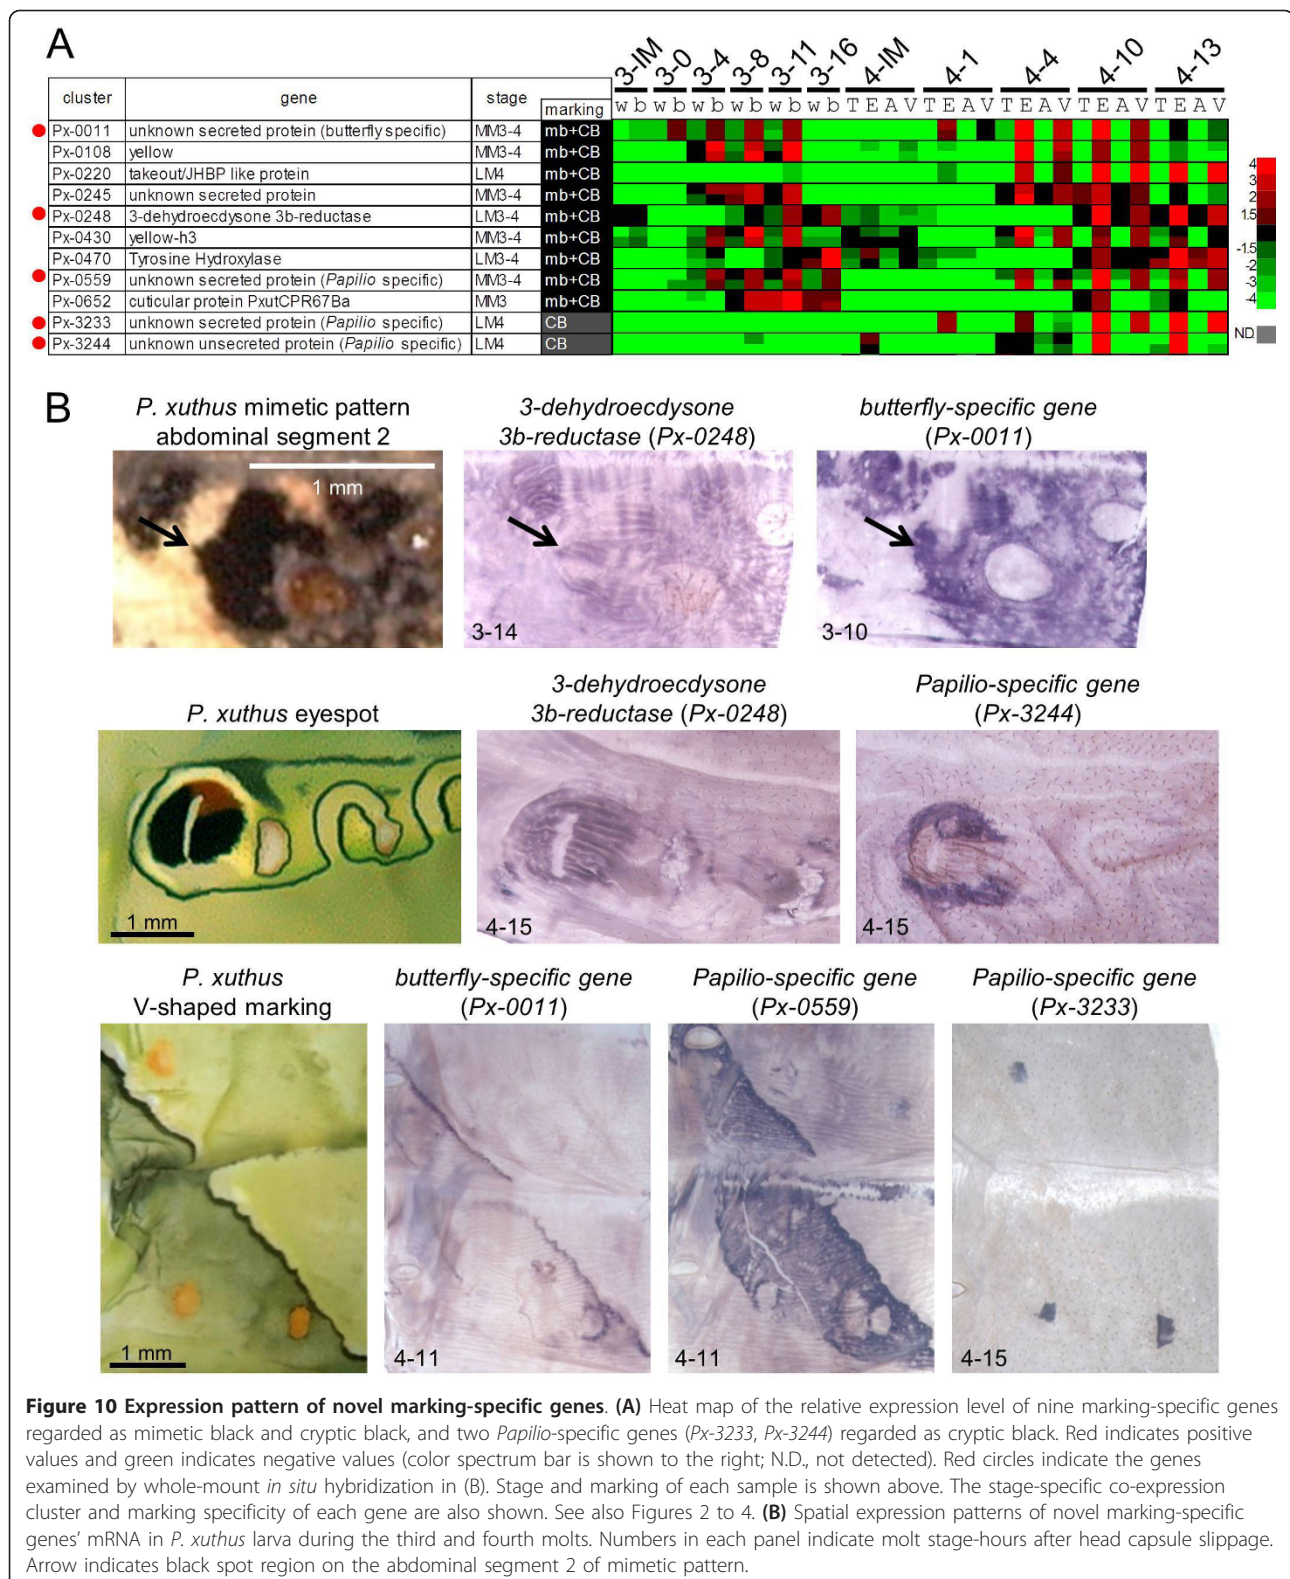 A
3-IM 3-0 3-4 3-8 3-11 3-16 4-IM 4-1 4-4 4-10 4-13
cluster gene stage marking w b w b w b w b w b w b T E A V T E A V T E A V T E A V T E A V
Px-0011 unknown secreted protein (butterfly specific) MM3-4 mb+CB
Px-0108 yellow MM3-4 mb+CB
Px-0220 takeout/JHBP like protein LM4 mb+CB
Px-0245 unknown secreted protein MM3-4 mb+CB
Px-0248 3-dehydroecdysone 3b-reductase LM3-4 mb+CB
Px-0430 yellow-h3 MM3-4 mb+CB
Px-0470 Tyrosine Hydroxylase LM3-4 mb+CB
Px-0559 unknown secreted protein (Papilio specific) MM3-4 mb+CB
Px-0652 cuticular protein PxutCPR67Ba MM3 mb+CB
Px-3233 unknown secreted protein (Papilio specific) LM4 CB
Px-3244 unknown unsecreted protein (Papilio specific) LM4 CB
4
3
2
1.5
-1.5
-2
-3
-4
ND.
B
P. xuthus mimetic pattern
abdominal segment 2
3-dehydroecdysone
3b-reductase (Px-0248)
butterfly-specific gene
(Px-0011)
1 mm
3-14
3-10
P. xuthus eyespot
3-dehydroecdysone
3b-reductase (Px-0248)
Papilio-specific gene
(Px-3244)
1 mm
4-15
4-15
P. xuthus
V-shaped marking
butterfly-specific gene
(Px-0011)
Papilio-specific gene
(Px-0559)
Papilio-specific gene
(Px-3233)
1 mm
4-11
4-11
4-15
Figure 10 Expression pattern of novel marking-specific genes. (A) Heat map of the relative expression level of nine marking-specific genes
regarded as mimetic black and cryptic black, and two Papilio-specific genes (Px-3233, Px-3244) regarded as cryptic black. Red indicates positive
values and green indicates negative values (color spectrum bar is shown to the right; N.D., not detected). Red circles indicate the genes
examined by whole-mount in situ hybridization in (B). Stage and marking of each sample is shown above. The stage-specific co-expression
cluster and marking specificity of each gene are also shown. See also Figures 2 to 4. (B) Spatial expression patterns of novel marking-specific
genes' mRNA in P. xuthus larva during the third and fourth molts. Numbers in each panel indicate molt stage-hours after head capsule slippage.
Arrow indicates black spot region on the abdominal segment 2 of mimetic pattern.